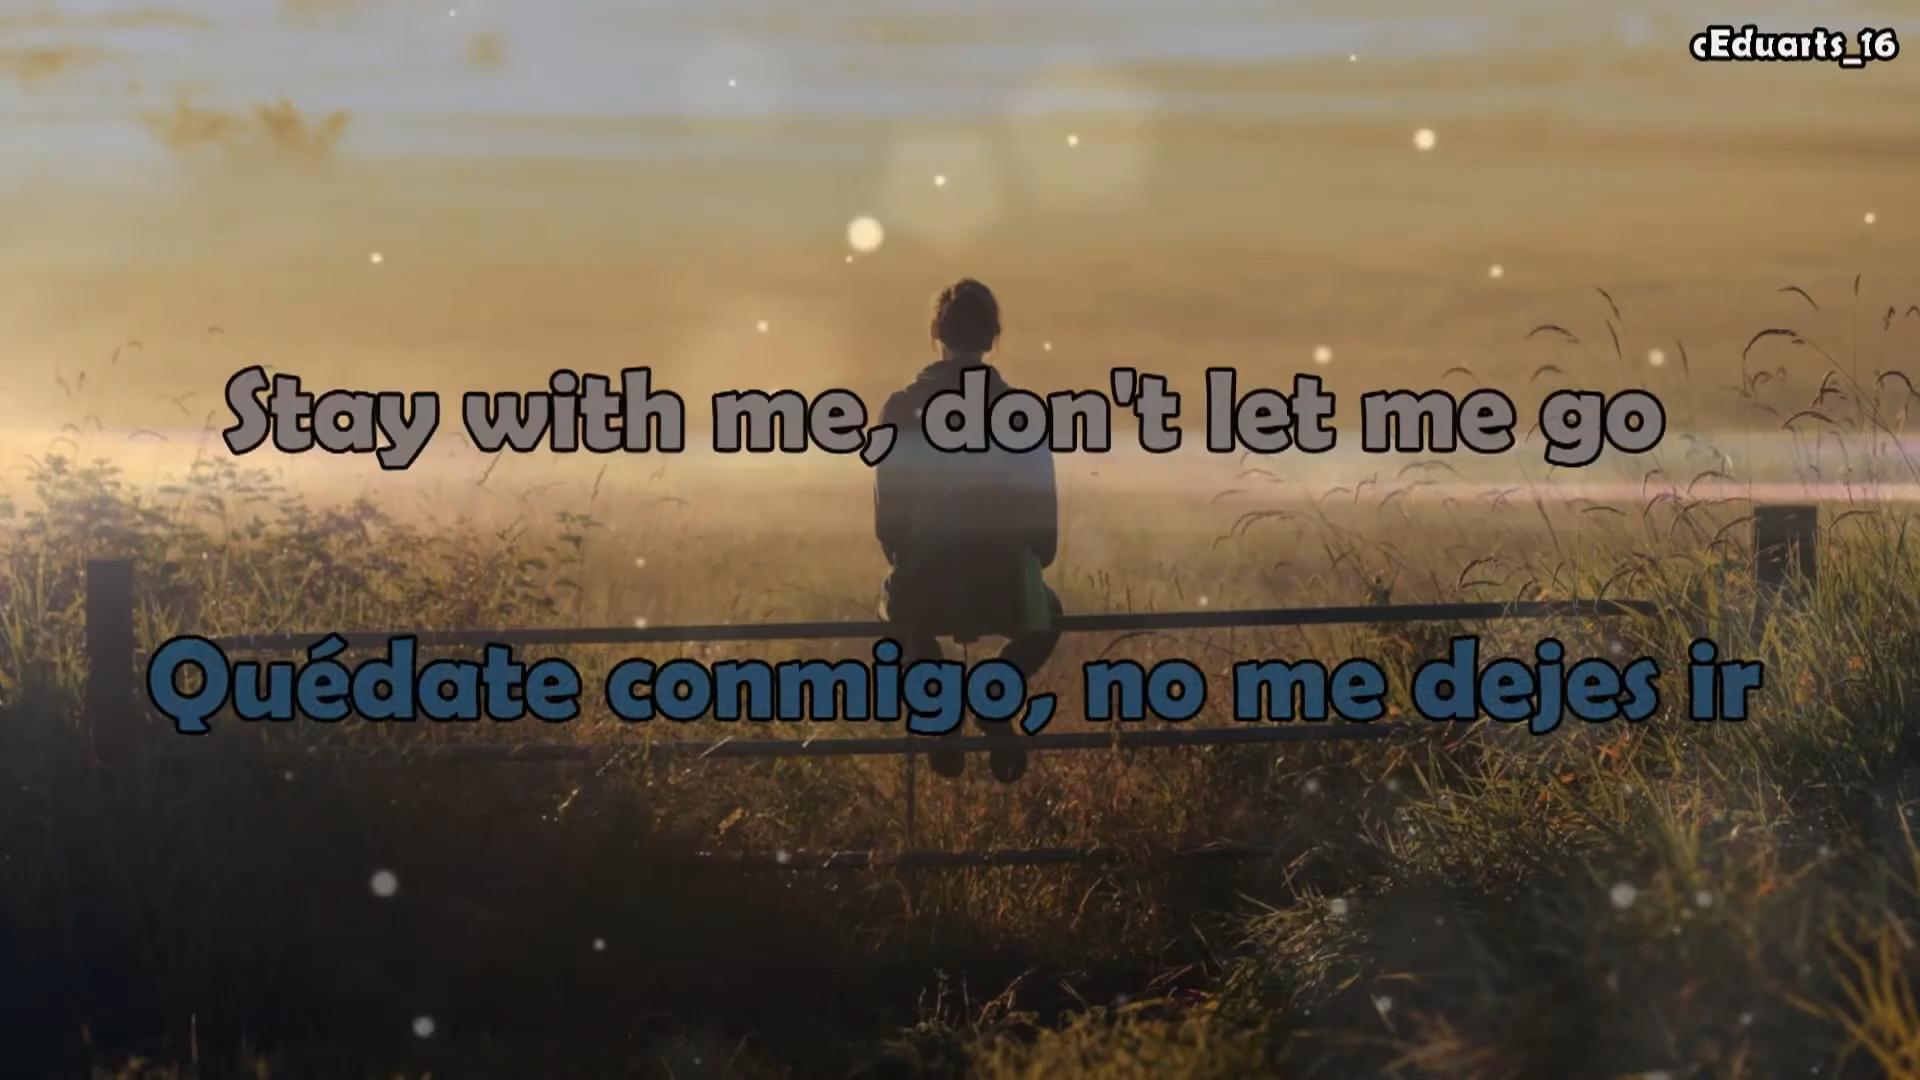 cEduarts_16
Stay with me, don't let me go
Quédate conmigo, no me dejes ir